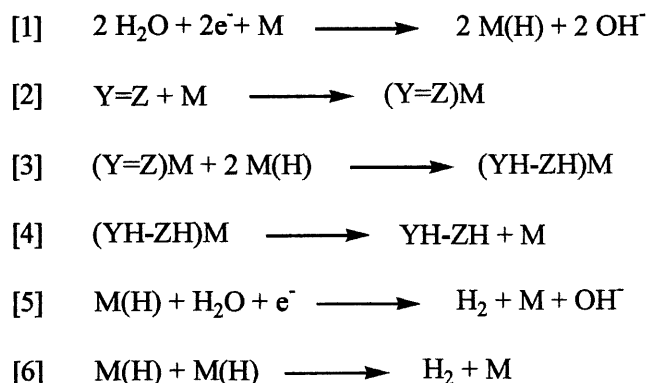 [1] 2 H₂O + 2e⁻+ M ⟶ 2 M(H) + 2 OH⁻
[2] Y=Z + M ⟶ (Y=Z)M
[3] (Y=Z)M + 2 M(H) ⟶ (YH-ZH)M
[4] (YH-ZH)M ⟶ YH-ZH + M
[5] M(H) + H₂O + e⁻ ⟶ H₂ + M + OH⁻
[6] M(H) + M(H) ⟶ H₂ + M